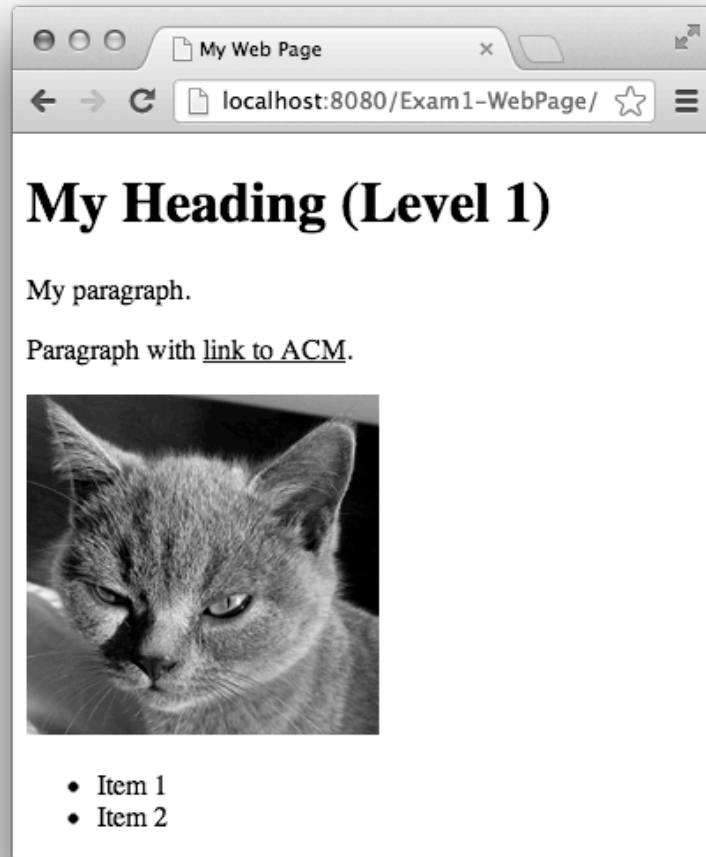 My Web Page
localhost:8080/Exam1-WebPage/
My Heading (Level 1)
My paragraph.
Paragraph with link to ACM.
Item 1
Item 2